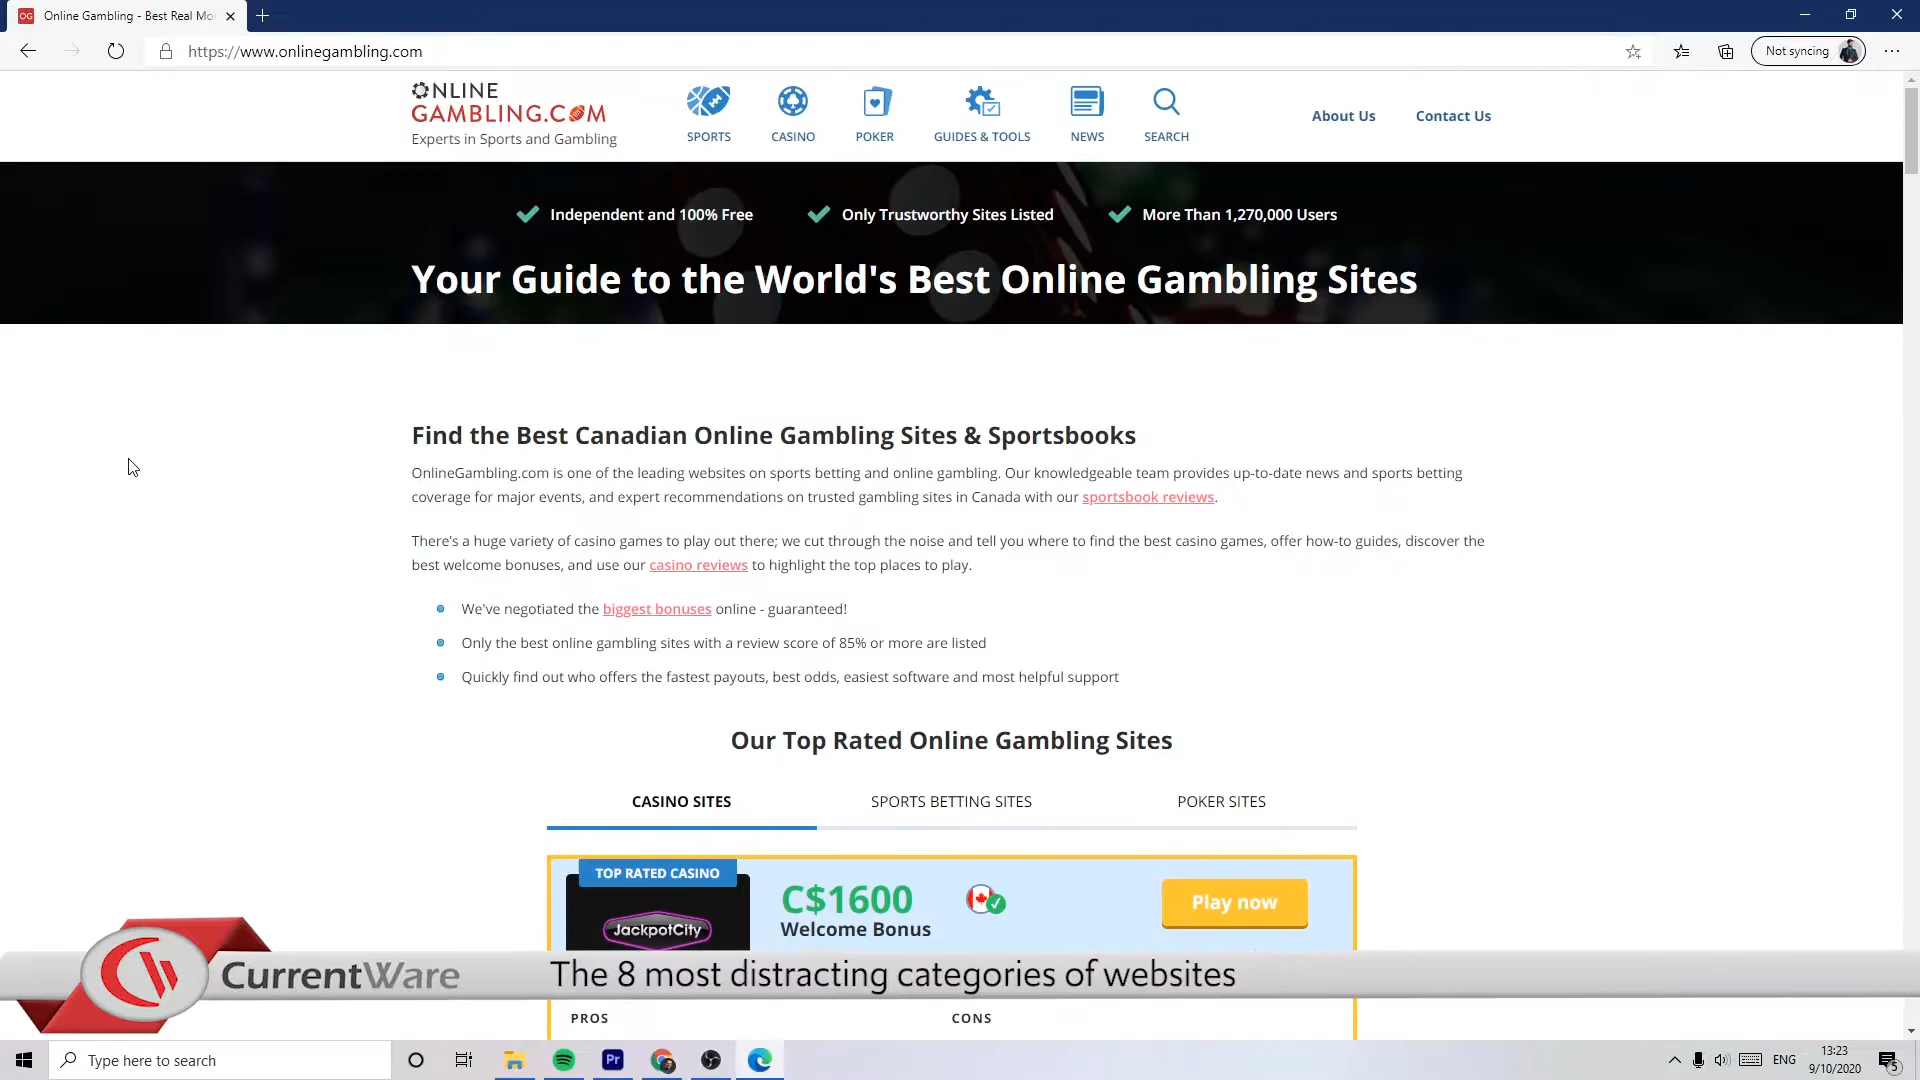 OG Online Gambling - Best Real Mo
https://www.onlinegambling.com
Not syncing
ONLINE
GAMBLING.COM
Experts in Sports and Gambling
SPORTS
CASINO
POKER
GUIDES & TOOLS
NEWS
SEARCH
About Us
Contact Us
Independent and 100% Free
Only Trustworthy Sites Listed
More Than 1,270,000 Users
Your Guide to the World's Best Online Gambling Sites
Find the Best Canadian Online Gambling Sites & Sportsbooks
OnlineGambling.com is one of the leading websites on sports betting and online gambling. Our knowledgeable team provides up-to-date news and sports betting
coverage for major events, and expert recommendations on trusted gambling sites in Canada with our sportsbook reviews.
There's a huge variety of casino games to play out there; we cut through the noise and tell you where to find the best casino games, offer how-to guides, discover the
best welcome bonuses, and use our casino reviews to highlight the top places to play.
We've negotiated the biggest bonuses online - guaranteed!
Only the best online gambling sites with a review score of 85% or more are listed
Quickly find out who offers the fastest payouts, best odds, easiest software and most helpful support
Our Top Rated Online Gambling Sites
CASINO SITES
SPORTS BETTING SITES
POKER SITES
TOP RATED CASINO
JackpotCity
C$1600
Welcome Bonus
Play now
CurrentWare
The 8 most distracting categories of websites
PROS
CONS
Type here to search
Pr
ENG
13:23
9/10/2020
5